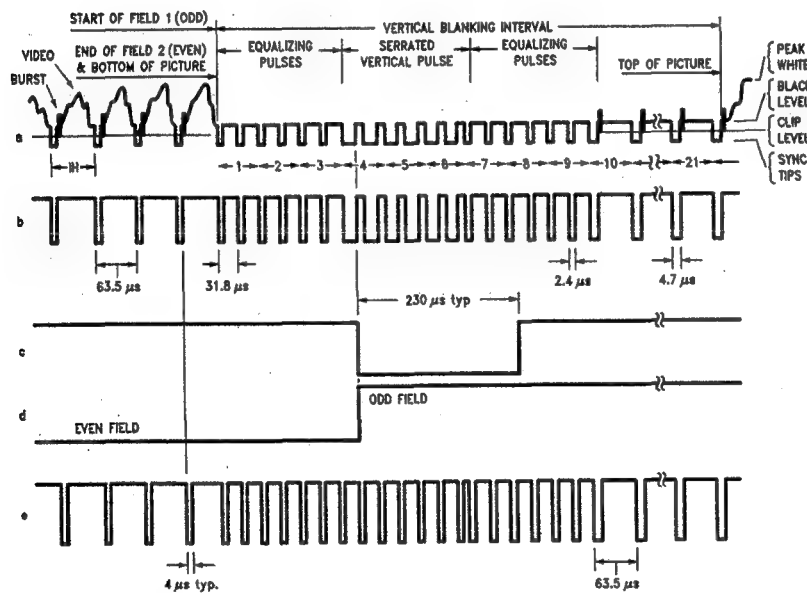 START OF FIELD 1 (ODD)
VERTICAL BLANKING INTERVAL
VIDEO
END OF FIELD 2 (EVEN)
& BOTTOM OF PICTURE
EQUALIZING
PULSES
SERRATED
VERTICAL PULSE
EQUALIZING
PULSES
TOP OF PICTURE
PEAK
WHITE
BURST
BLACK
LEVEL
CLIP
LEVEL
SYNC
TIPS
a
1H
1 2 3 4 5 6 7 8 9 10 21
b
63.5 µs
31.8 µs
2.4 µs
4.7 µs
230 µs typ
c
ODD FIELD
d
EVEN FIELD
e
4 µs typ.
63.5 µs